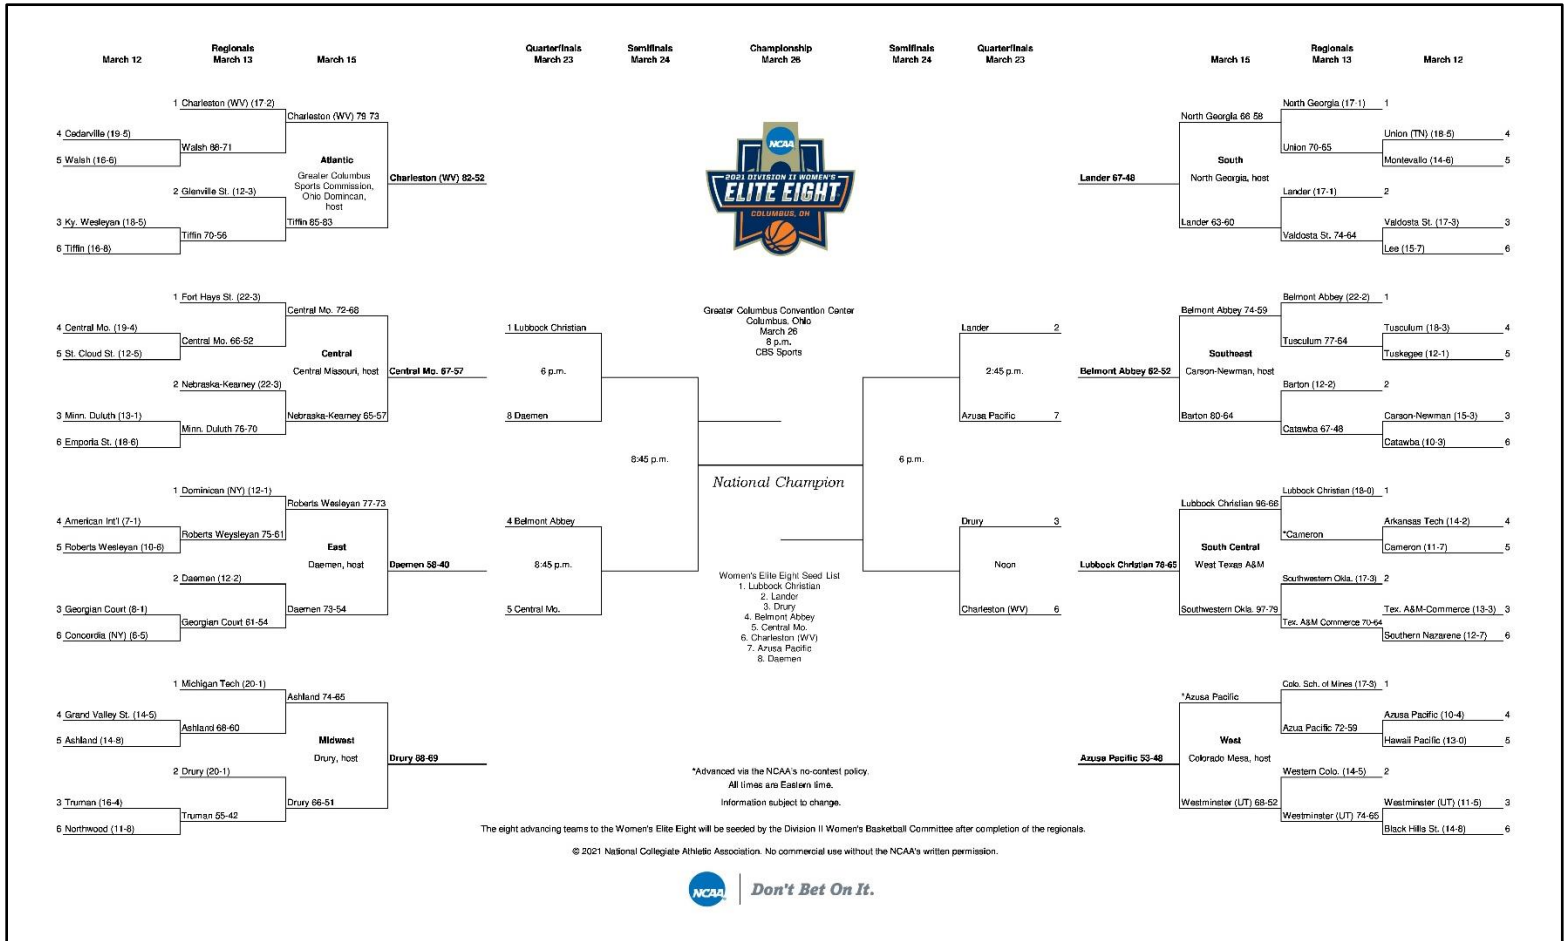 Regionals
March 12 March 13 March 15
Quarterfinals
March 23
Semifinals
March 24
Championship
March 26
Semifinals
March 24
Quarterfinals
March 23
Regionals
March 15 March 13 March 12
1 Charleston (WV) (17-2)
Charleston (WV) 79-73
4 Cedarville (19-5)
Walsh 88-71
5 Walsh (16-6)
Atlantic
Greater Columbus
Sports Commission,
Ohio Domincan,
host
Charleston (WV) 82-52
2 Glenville St. (12-3)
3 Ky. Wesleyan (18-5)
Tiffin 85-83
Tiffin 70-56
6 Tiffin (16-8)
1 Fort Hays St. (22-3)
Central Mo. 72-68
4 Central Mo. (19-4)
Central Mo. 66-52
5 St. Cloud St. (12-5)
Central
Central Missouri, host
Central Mo. 67-57
2 Nebraska-Kearney (22-3)
3 Minn. Duluth (13-1)
Nebraska-Kearney 65-57
Minn. Duluth 76-70
6 Emporia St. (18-6)
1 Dominican (NY) (12-1)
Roberts Wesleyan 77-73
4 American Int'l (7-1)
Roberts Weysleyan 75-61
5 Roberts Wesleyan (10-6)
East
Daemen, host
Daemen 58-40
2 Daemen (12-2)
3 Georgian Court (8-1)
Daemen 73-54
Georgian Court 61-54
6 Concordia (NY) (6-5)
1 Michigan Tech (20-1)
Ashland 74-65
4 Grand Valley St. (14-5)
Ashland 68-60
5 Ashland (14-8)
Midwest
Drury, host
Drury 88-69
2 Drury (20-1)
3 Truman (16-4)
Drury 66-51
Truman 55-42
6 Northwood (11-8)
1 Lubbock Christian
6 p.m.
8 Daemen
8:45 p.m.
4 Belmont Abbey
8:45 p.m.
5 Central Mo.
NCAA
2021 DIVISION II WOMEN'S
ELITE EIGHT
COLUMBUS, OH
Greater Columbus Convention Center
Columbus, Ohio
March 26
8 p.m.
CBS Sports
National Champion
Women's Elite Eight Seed List
1. Lubbock Christian
2. Lander
3. Drury
4. Belmont Abbey
5. Central Mo.
6. Charleston (WV)
7. Azusa Pacific
8. Daemen
Lander 2
2:45 p.m.
Azusa Pacific 7
6 p.m.
Drury 3
Noon
Charleston (WV) 6
North Georgia (17-1) 1
North Georgia 66-58
Union (TN) (18-5) 4
Union 70-65
Montevallo (14-6) 5
South
North Georgia, host
Lander 67-48
Lander (17-1) 2
Lander 63-60
Valdosta St. (17-3) 3
Valdosta St. 74-64
Lee (15-7) 6
Belmont Abbey (22-2) 1
Belmont Abbey 74-59
Tusculum (18-3) 4
Tusculum 77-64
Tuskegee (12-1) 5
Southeast
Carson-Newman, host
Belmont Abbey 62-52
Barton (12-2) 2
Barton 80-64
Carson-Newman (15-3) 3
Catawba 67-48
Catawba (10-3) 6
Lubbock Christian (18-0) 1
Lubbock Christian 96-66
Arkansas Tech (14-2) 4
*Cameron
Cameron (11-7) 5
South Central
West Texas A&M
Lubbock Christian 78-65
Southwestern Okla. (17-3) 2
Southwestern Okla. 97-79
Tex. A&M-Commerce (13-3) 3
Tex. A&M Commerce 70-64
Southern Nazarene (12-7) 6
Colo. Sch. of Mines (17-3) 1
*Azusa Pacific
Azusa Pacific (10-4) 4
Azua Pacific 72-59
Hawaii Pacific (13-0) 5
West
Colorado Mesa, host
Azusa Pacific 53-48
Western Colo. (14-5) 2
Westminster (UT) 68-52
Westminster (UT) (11-5) 3
Westminster (UT) 74-65
Black Hills St. (14-8) 6
*Advanced via the NCAA's no-contest policy.
All times are Eastern time.
Information subject to change.
The eight advancing teams to the Women's Elite Eight will be seeded by the Division II Women's Basketball Committee after completion of the regionals.
© 2021 National Collegiate Athletic Association. No commercial use without the NCAA's written permission.
NCAA Don't Bet On It.